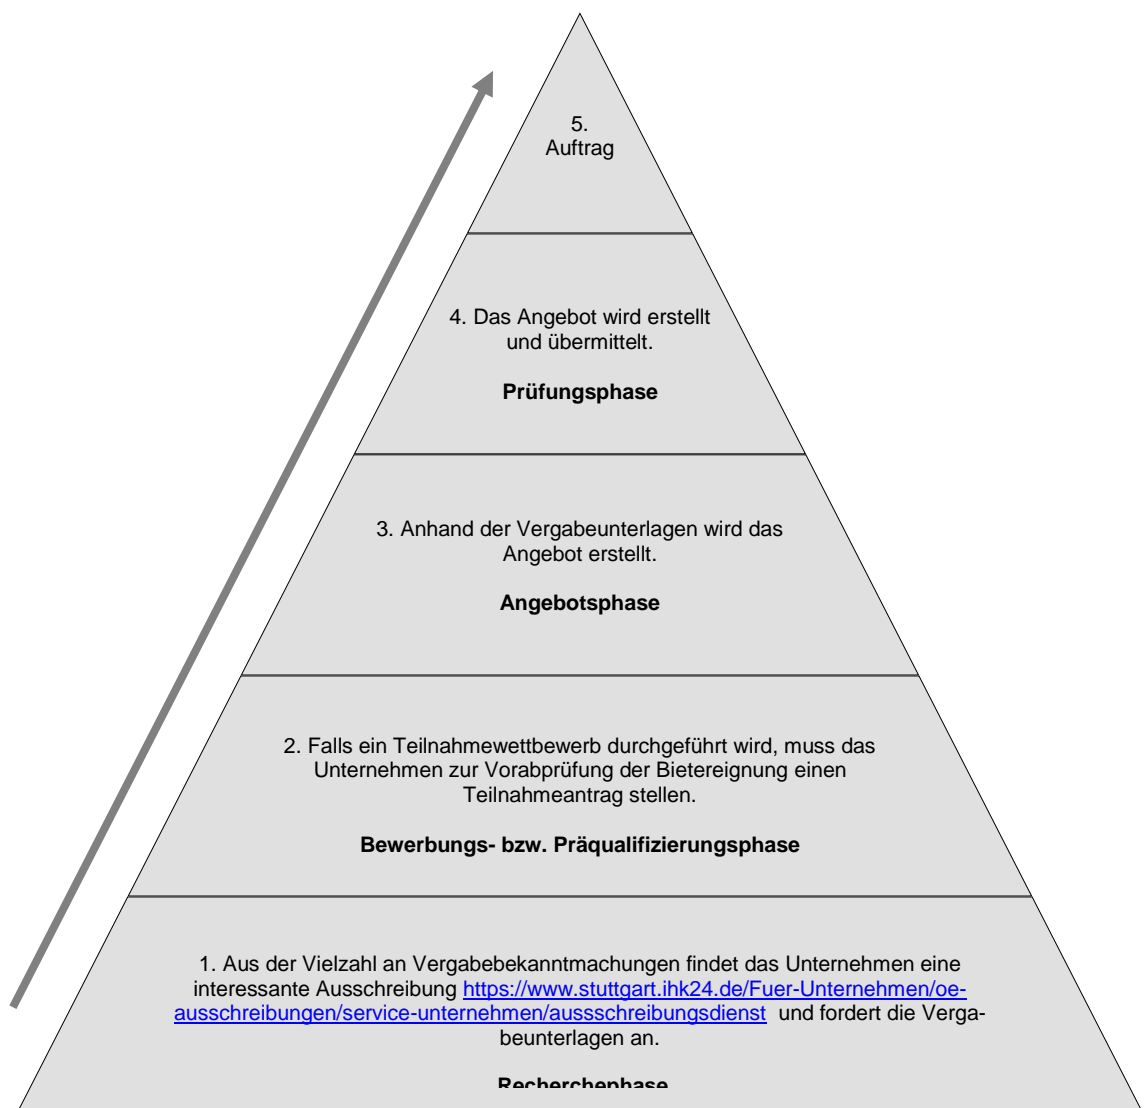 5.
Auftrag
4. Das Angebot wird erstellt
und übermittelt.
Prüfungsphase
3. Anhand der Vergabeunterlagen wird das
Angebot erstellt.
Angebotsphase
2. Falls ein Teilnahmewettbewerb durchgeführt wird, muss das
Unternehmen zur Vorabprüfung der Bietereignung einen
Teilnahmeantrag stellen.
Bewerbungs- bzw. Präqualifizierungsphase
1. Aus der Vielzahl an Vergabebekanntmachungen findet das Unternehmen eine
interessante Ausschreibung https://www.stuttgart.ihk24.de/Fuer-Unternehmen/oe-
ausschreibungen/service-unternehmen/aussschreibungsdienst und fordert die Verga-
beunterlagen an.
Recherchephase